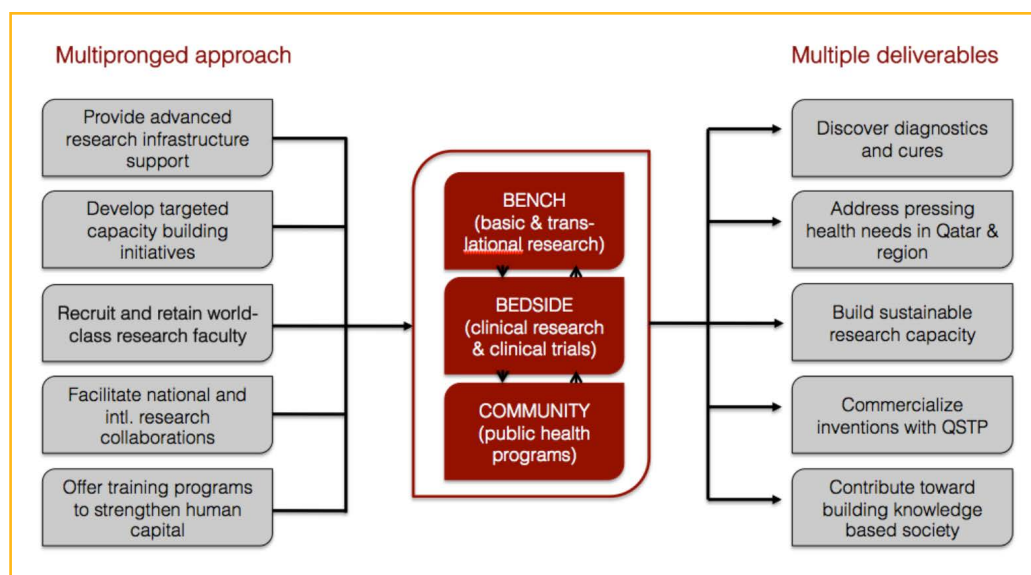 Multipronged approach
Provide advanced
research infrastructure
support
Develop targeted
capacity building
initiatives
Recruit and retain world-
class research faculty
Facilitate national and
intl. research
collaborations
Offer training programs
to strengthen human
capital
BENCH
(basic & trans-
lational research)
BEDSIDE
(clinical research
& clinical trials)
COMMUNITY
(public health
programs)
Multiple deliverables
Discover diagnostics
and cures
Address pressing
health needs in Qatar &
region
Build sustainable
research capacity
Commercialize
inventions with QSTP
Contribute toward
building knowledge
based society